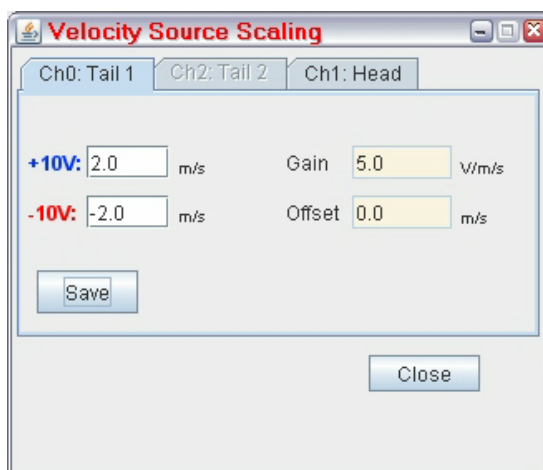 Velocity Source Scaling
Ch0: Tail 1 Ch2: Tail 2 Ch1: Head
+10V: 2.0 m/s Gain 5.0 V/m/s
-10V: -2.0 m/s Offset 0.0 m/s
Save
Close